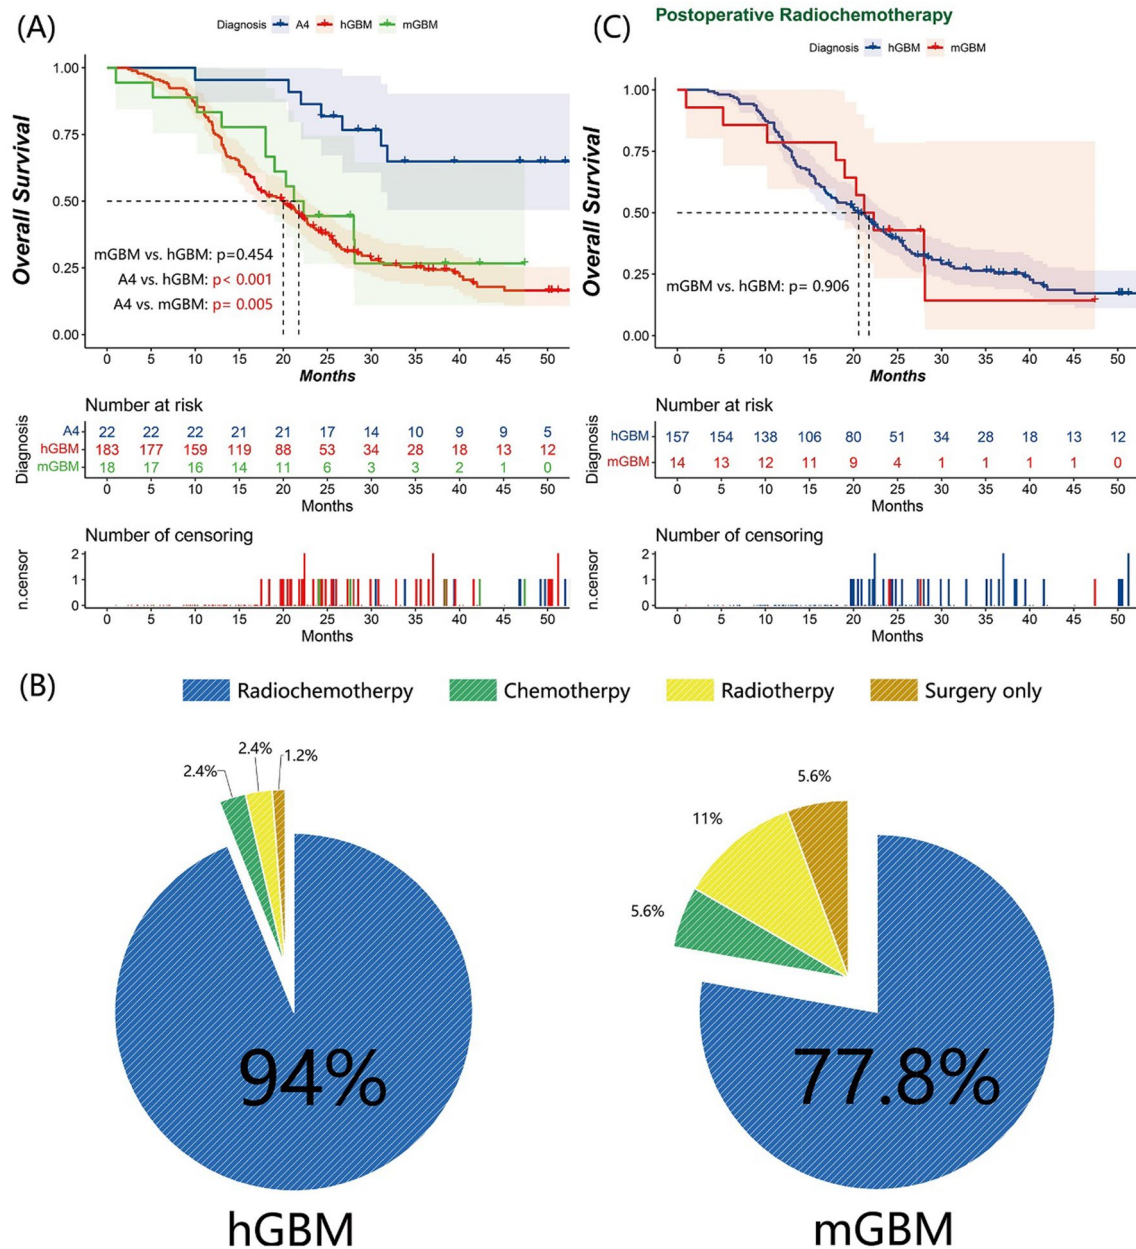 (A)
Diagnosis A4 hGBM mGBM
1.00
0.75
0.50
0.25
0.00
Overall Survival
mGBM vs. hGBM: p=0.454
A4 vs. hGBM: p< 0.001
A4 vs. mGBM: p= 0.005
0 5 10 15 20 25 30 35 40 45 50
Months
Number at risk
Diagnosis
A4 22 22 22 21 21 17 14 10 9 9 5
hGBM 183 177 159 119 88 53 34 28 18 13 12
mGBM 18 17 16 14 11 6 3 3 2 1 0
0 5 10 15 20 25 30 35 40 45 50
Months
Number of censoring
n.censor
2
1
0
0 5 10 15 20 25 30 35 40 45 50
Months
(C)
Postoperative Radiochemotherapy
Diagnosis hGBM mGBM
1.00
0.75
0.50
0.25
0.00
Overall Survival
mGBM vs. hGBM: p= 0.906
0 5 10 15 20 25 30 35 40 45 50
Months
Number at risk
Diagnosis
hGBM 157 154 138 106 80 51 34 28 18 13 12
mGBM 14 13 12 11 9 4 1 1 1 1 0
0 5 10 15 20 25 30 35 40 45 50
Months
Number of censoring
n.censor
2
1
0
0 5 10 15 20 25 30 35 40 45 50
Months
(B)
Radiochemotherpy Chemotherpy Radiotherpy Surgery only
2.4%
2.4%
1.2%
94%
hGBM
5.6%
11%
5.6%
77.8%
mGBM